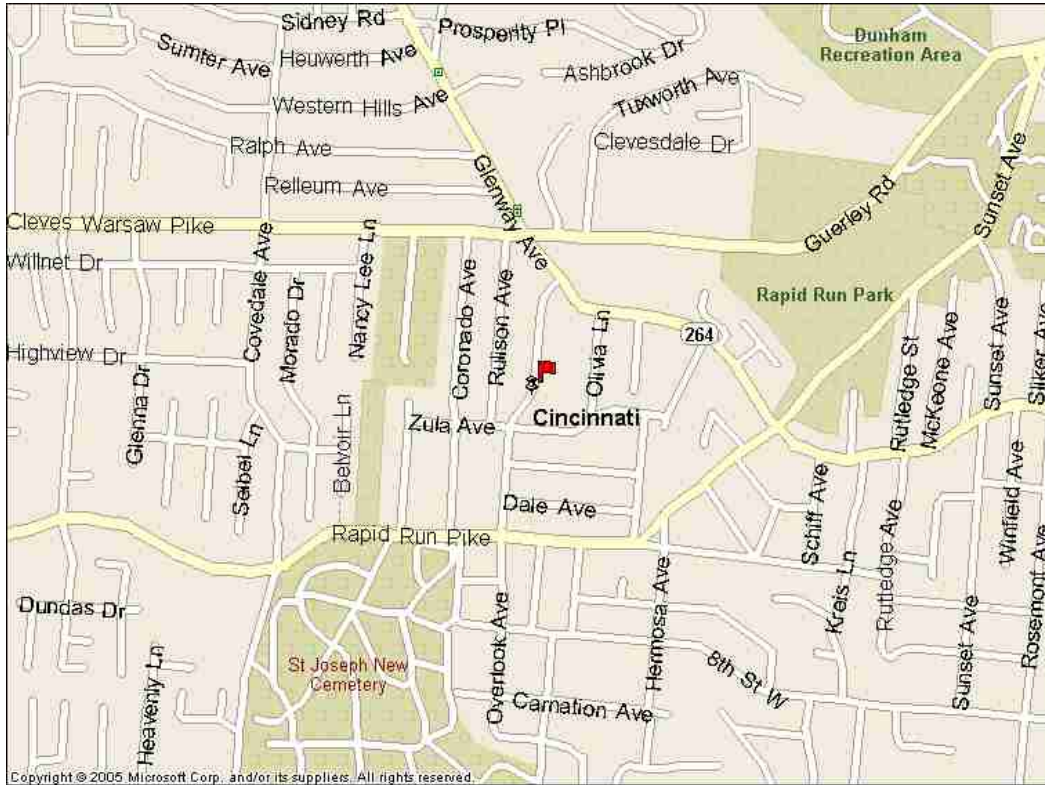 Sidney Rd
Prosperity Pl
Sumter Ave
Heuwerth Ave
Dunham
Recreation Area
Ashbrook Dr
Tuxworth Ave
Western Hills Ave
Ralph Ave
Clevesdale Dr
Relleum Ave
Glenway Ave
Guerley Rd
Sunset Ave
Cleves Warsaw Pike
Willnet Dr
Covedale Ave
Morado Dr
Nancy Lee Ln
Coronado Ave
Rulison Ave
Olivia Ln
Rapid Run Park
264
Highview Dr
Glenna Dr
Seibel Ln
Belvoir Ln
Zula Ave
Cincinnati
Rutledge St
McKeone Ave
Sunset Ave
Silker Ave
Dale Ave
Rapid Run Pike
Schiff Ave
Winfield Ave
Dundas Dr
Heavenly Ln
St Joseph New
Cemetery
Overlook Ave
Hermosa Ave
8th St W
Carnation Ave
Kreis Ln
Rutledge Ave
Sunset Ave
Rosemont Ave
Copyright © 2005 Microsoft Corp. and/or its suppliers. All rights reserved.